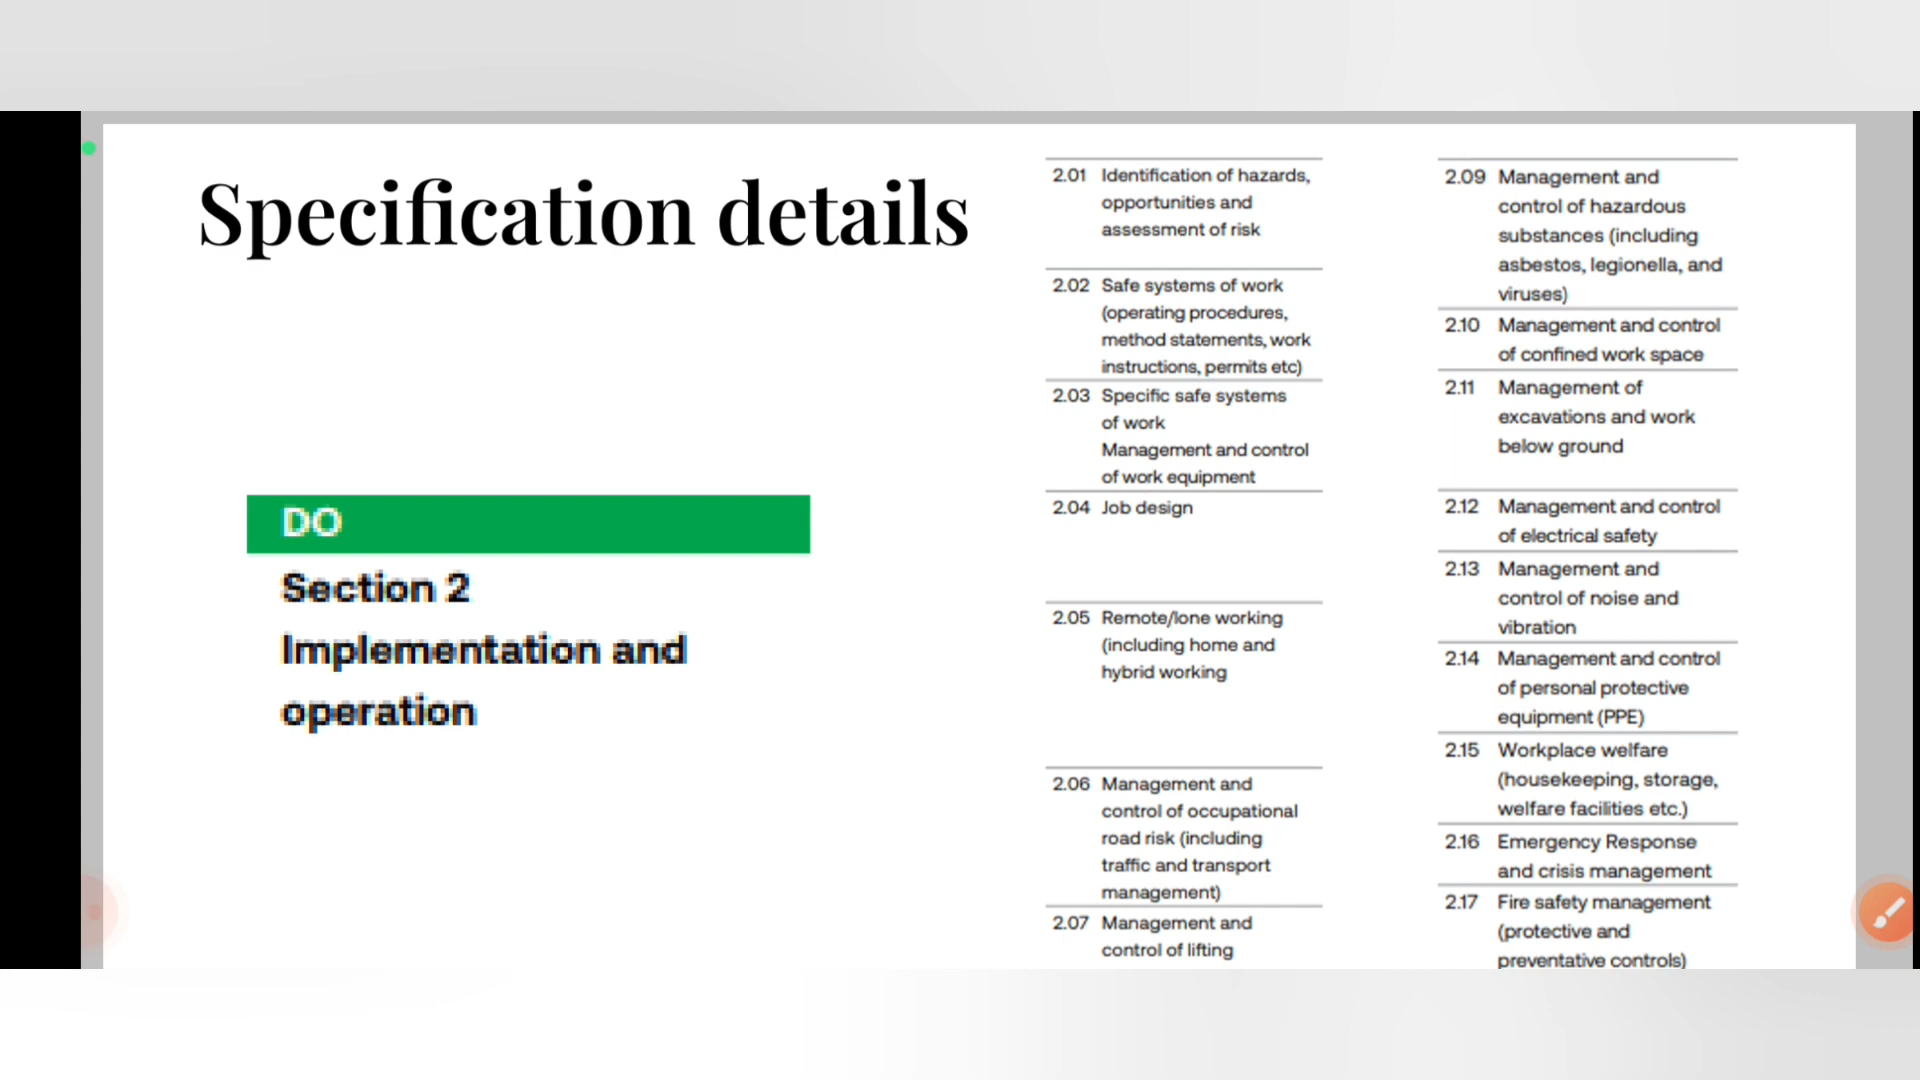 Specification details
DO
Section 2
Implementation and
operation
2.01 Identification of hazards,
opportunities and
assessment of risk
2.02 Safe systems of work
(operating procedures,
method statements, work
instructions, permits etc)
2.03 Specific safe systems
of work
Management and control
of work equipment
2.04 Job design
2.05 Remote/lone working
(including home and
hybrid working
2.06 Management and
control of occupational
road risk (including
traffic and transport
management)
2.07 Management and
control of lifting
2.09 Management and
control of hazardous
substances (including
asbestos, legionella, and
viruses)
2.10 Management and control
of confined work space
2.11 Management of
excavations and work
below ground
2.12 Management and control
of electrical safety
2.13 Management and
control of noise and
vibration
2.14 Management and control
of personal protective
equipment (PPE)
2.15 Workplace welfare
(housekeeping, storage,
welfare facilities etc.)
2.16 Emergency Response
and crisis management
2.17 Fire safety management
(protective and
preventative controls)